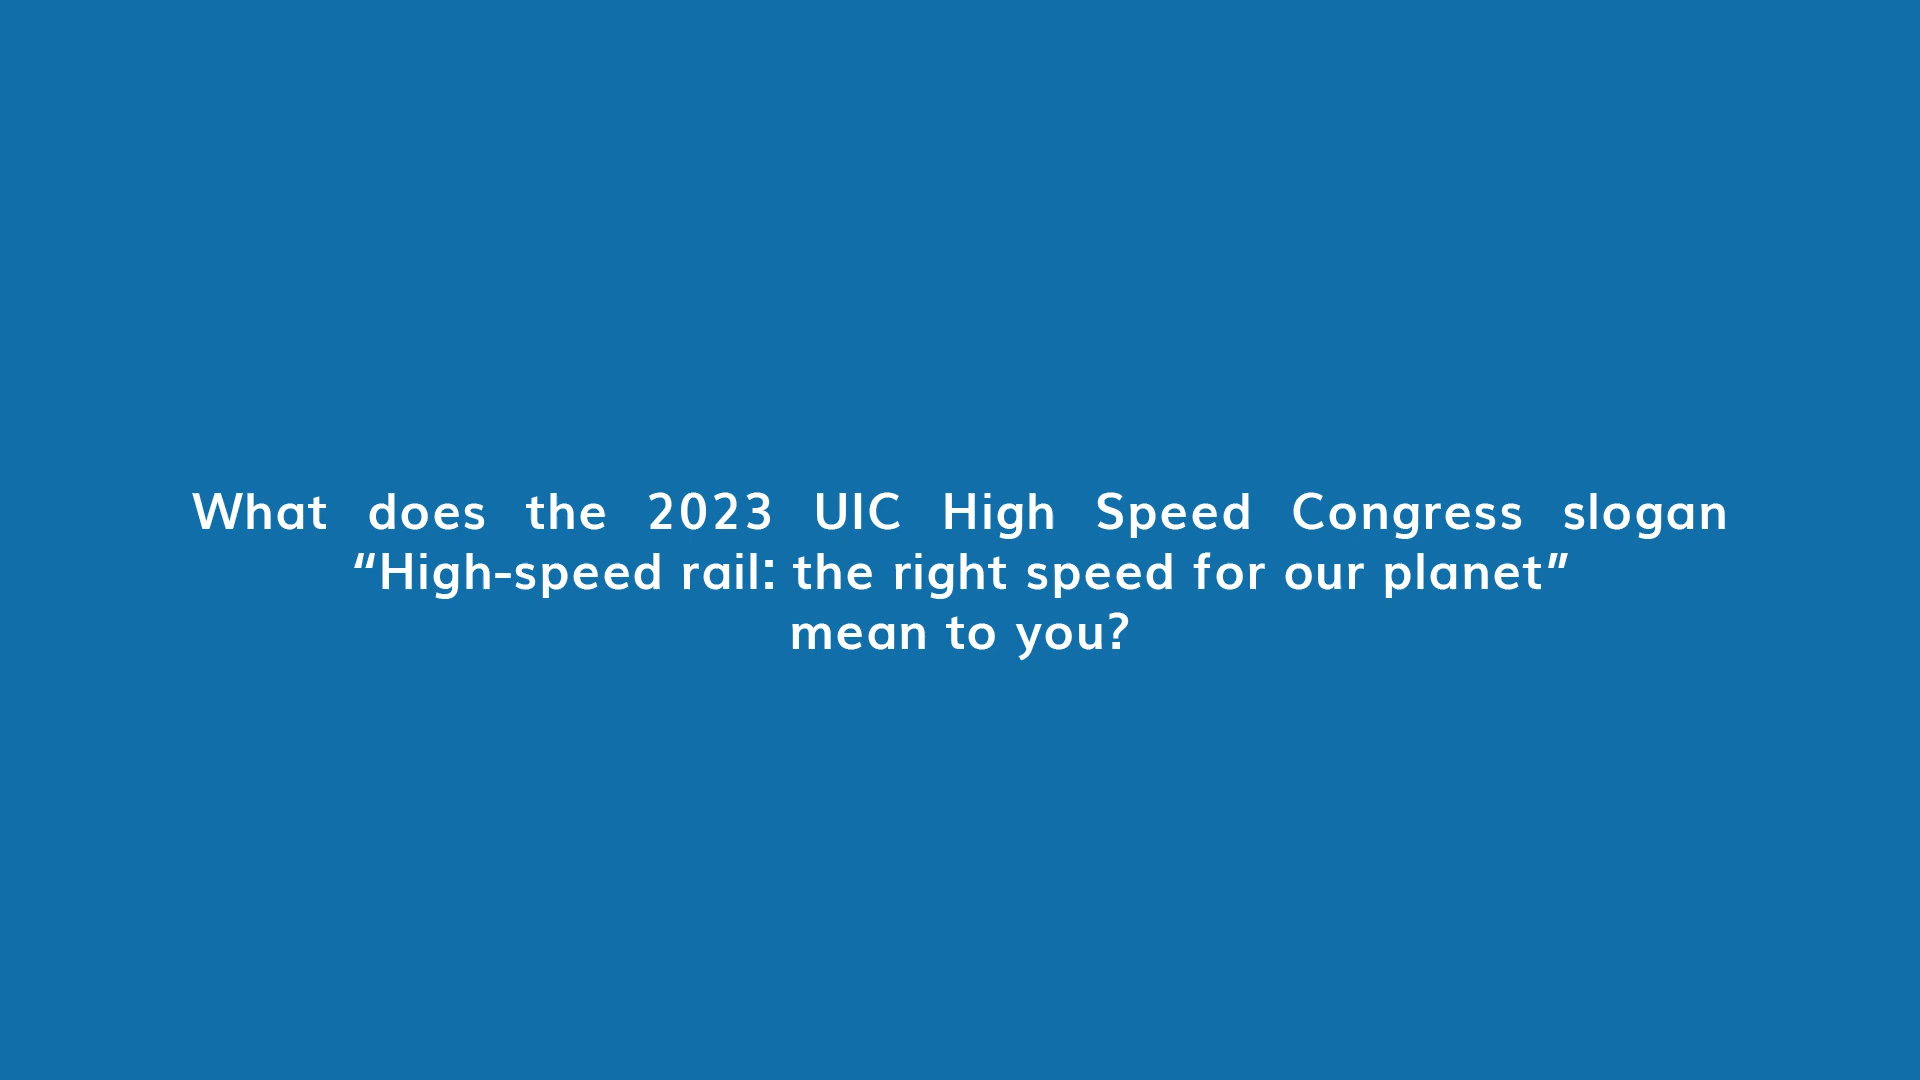 What does the 2023 UIC High Speed Congress slogan
“High-speed rail: the right speed for our planet”
mean to you?